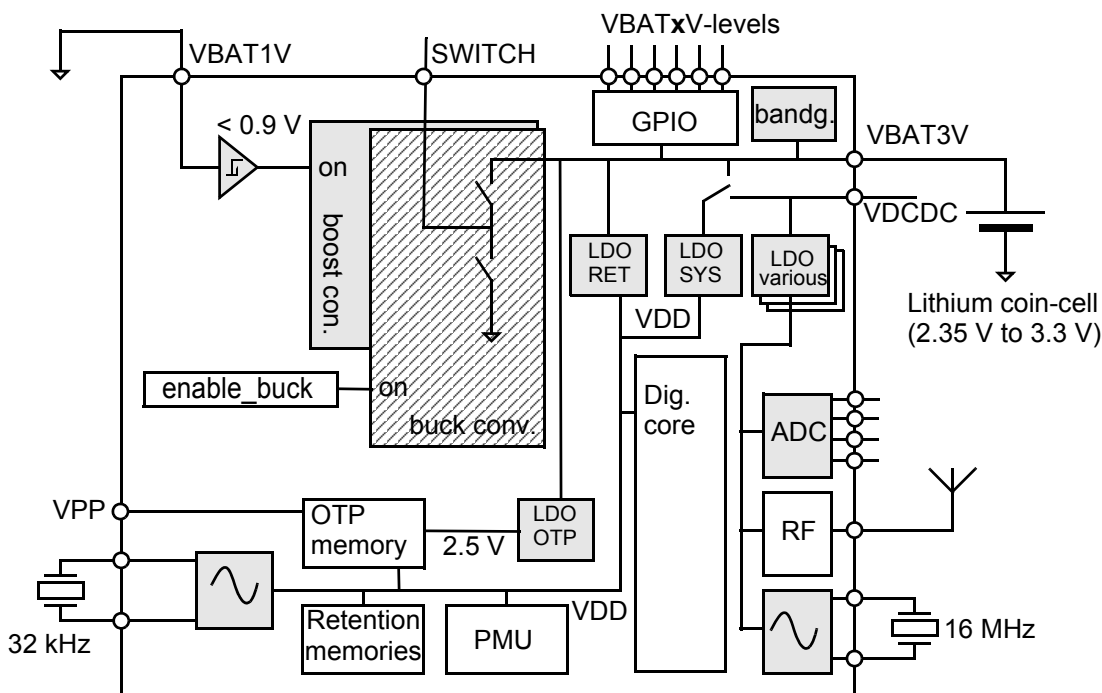 VBATxV-levels
VBAT1V
SWITCH
< 0.9 V
GPIO
bandg.
VBAT3V
on
boost con.
VDCDC
LDO
RET
LDO
SYS
LDO
various
VDD
Lithium coin-cell
(2.35 V to 3.3 V)
enable_buck
on
buck conv.
Dig.
core
ADC
VPP
OTP
memory
2.5 V
LDO
OTP
RF
VDD
Retention
memories
PMU
32 kHz
16 MHz